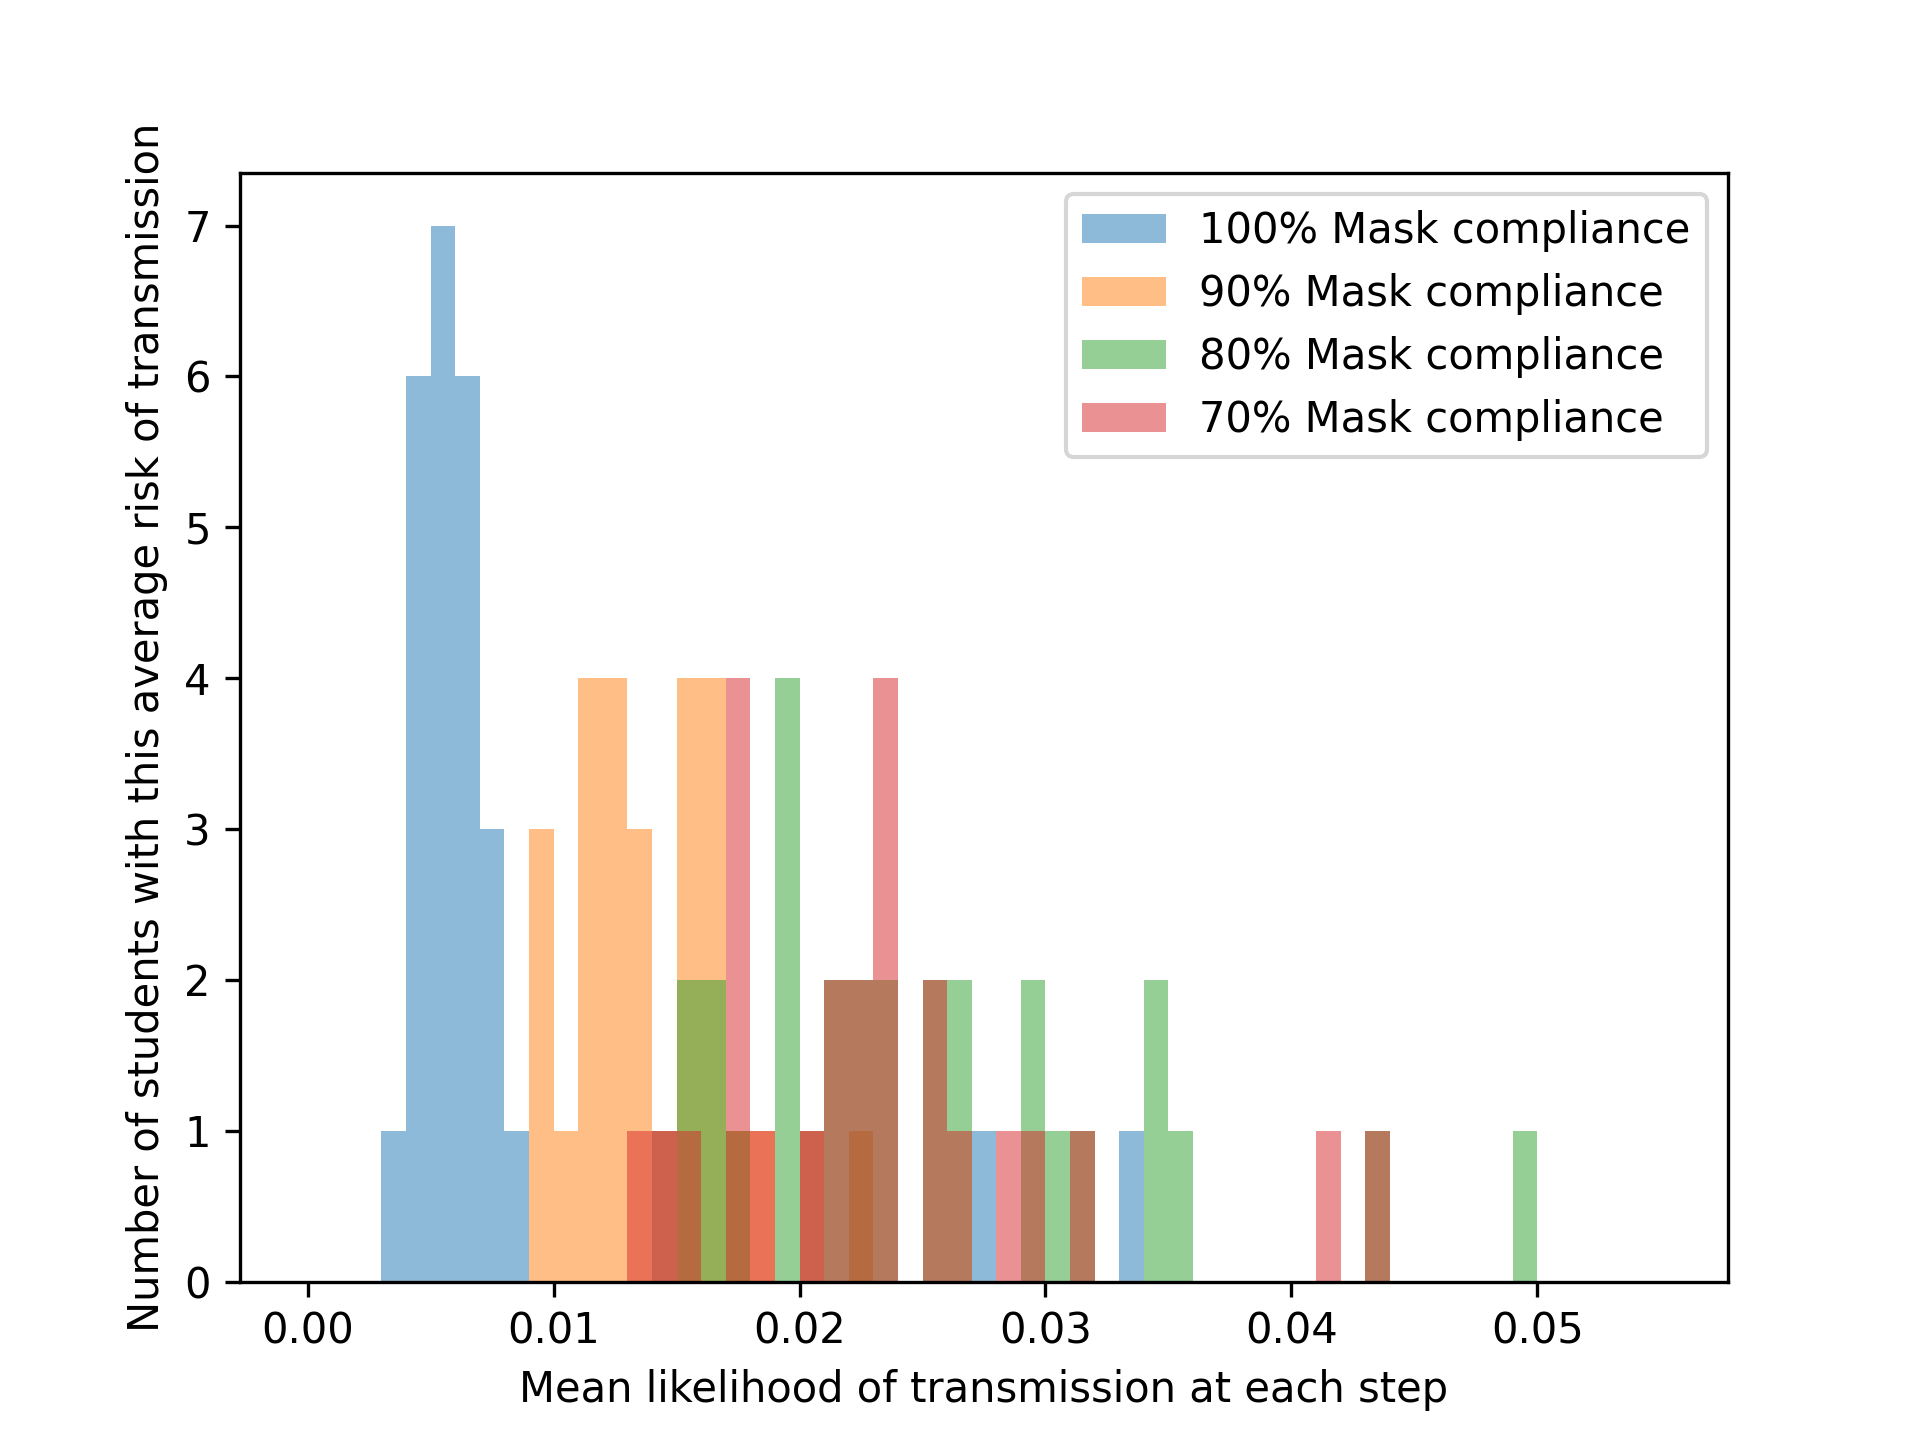 Number of students with this average risk of transmission
7
6
5
4
3
2
1
0
100% Mask compliance
90% Mask compliance
80% Mask compliance
70% Mask compliance
0.00 0.01 0.02 0.03 0.04 0.05
Mean likelihood of transmission at each step